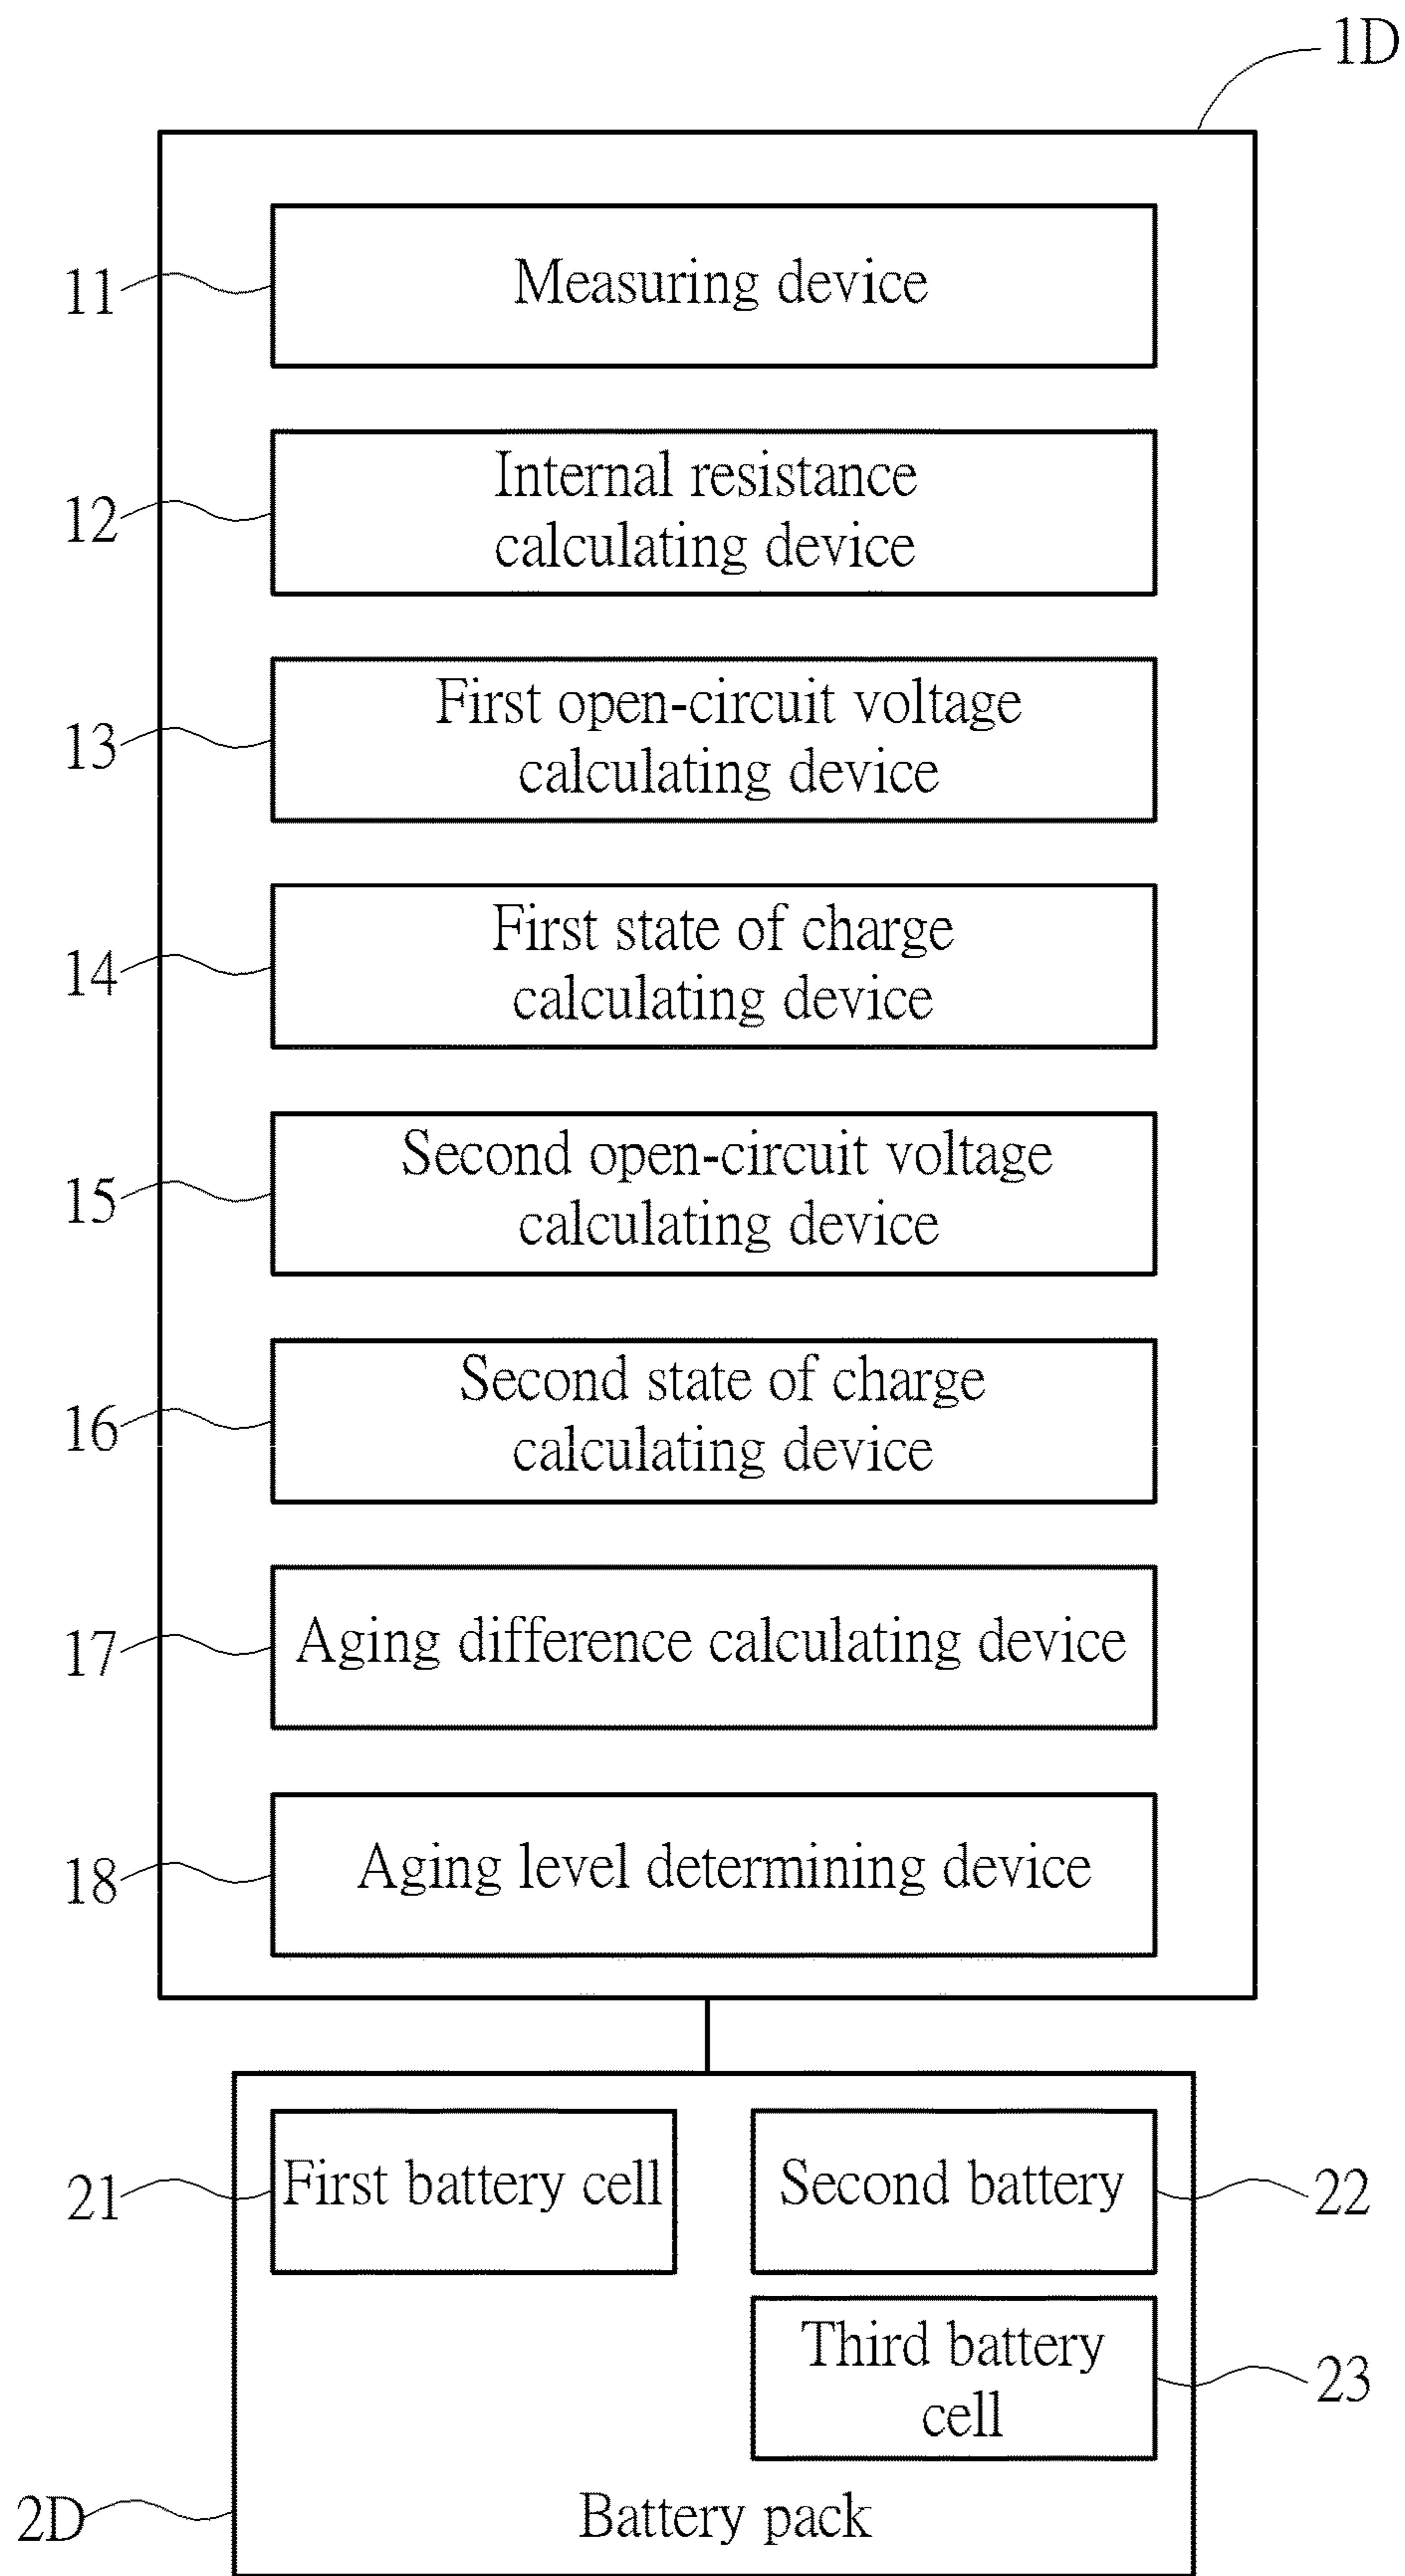 1D
11
Measuring device
12
Internal resistance
calculating device
13
First open-circuit voltage
calculating device
14
First state of charge
calculating device
15
Second open-circuit voltage
calculating device
16
Second state of charge
calculating device
17
Aging difference calculating device
18
Aging level determining device
21
First battery cell
Second battery
22
Third battery
cell
23
2D
Battery pack